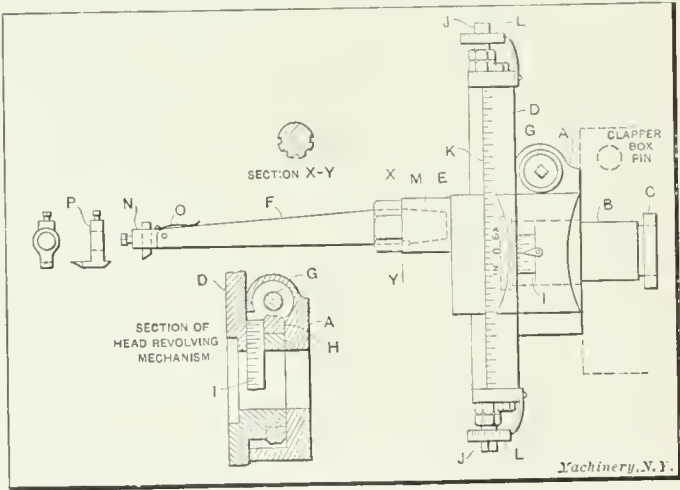 J
L
D
G
A
CLAPPER
BOX
PIN
K
SECTION X-Y
X
M
E
B
C
P
N
O
F
Y
I
D
G
SECTION OF
HEAD REVOLVING
MECHANISM
A
H
I
J
L
Machinery, N.Y.